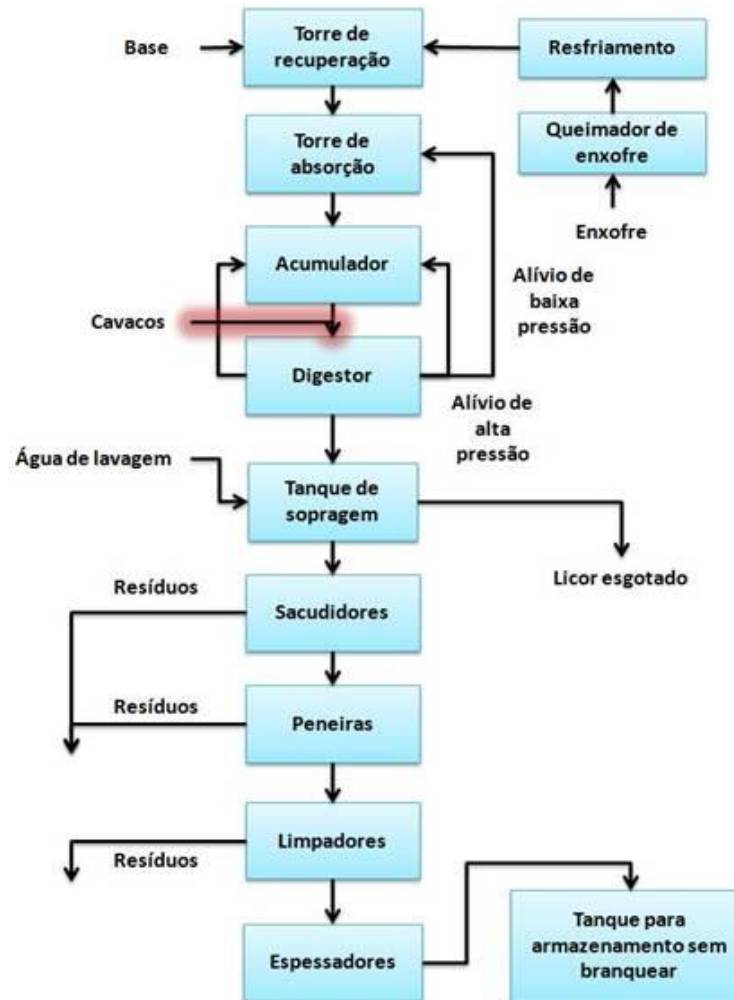 Base
Torre de
recuperação
Resfriamento
Torre de
absorção
Queimador de
enxofre
Enxofre
Acumulador
Alívio de
baixa
pressão
Cavacos
Digestor
Alívio de
alta
pressão
Água de lavagem
Tanque de
sopragem
Licor esgotado
Resíduos
Sacudidores
Resíduos
Peneiras
Limpadores
Resíduos
Espessadores
Tanque para
armazenamento sem
branquear